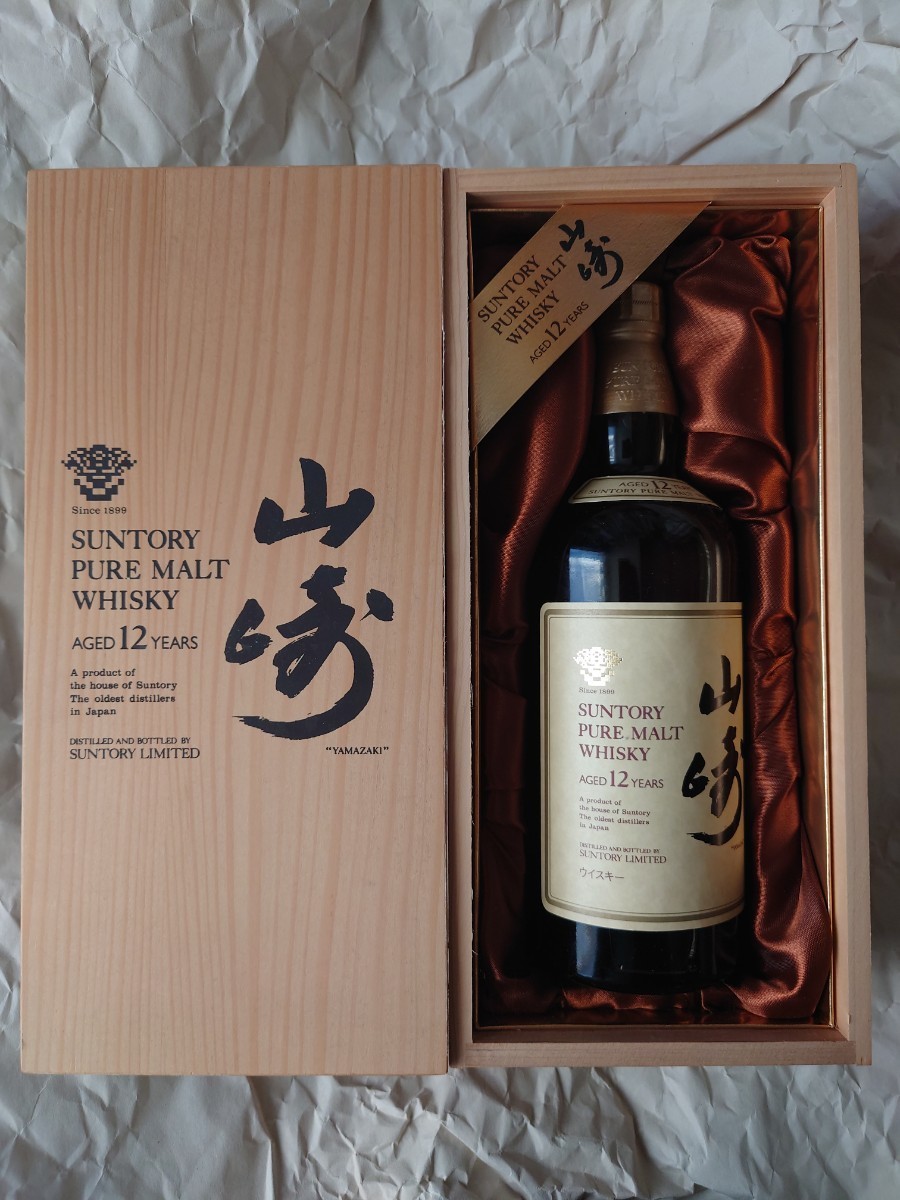 Since 1899
SUNTORY
PURE MALT
WHISKY
AGED 12 YEARS
A product of
the house of Suntory
The oldest distillers
in Japan
DISTILLED AND BOTTLED BY
SUNTORY LIMITED
山崎
"YAMAZAKI"
SUNTORY
PURE MALT
WHISKY
AGED 12 YEARS
山崎
PURE
AGED 12
SUNTORY PURE
Since 1899
SUNTORY
PURE MALT
WHISKY
AGED 12 YEARS
A product of
the house of Suntory
The oldest distillers
in Japan
DISTILLED AND BOTTLED BY
SUNTORY LIMITED
ウイスキー
山崎